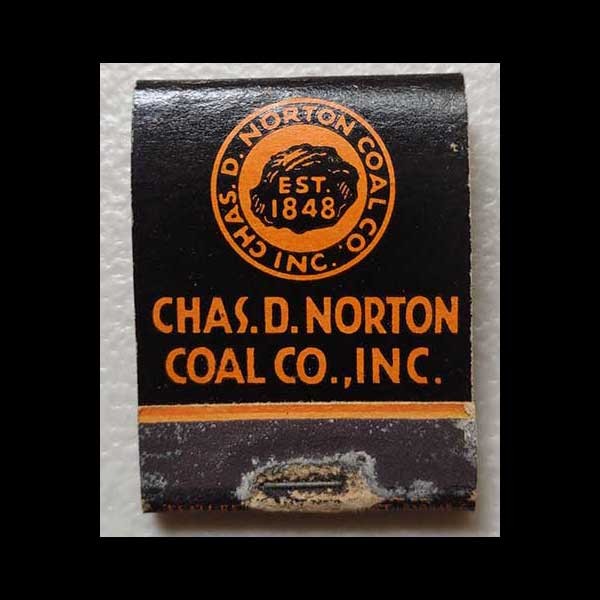 CHAS. D. NORTON COAL CO., INC.
EST.
1848
CHAS. D. NORTON
COAL CO., INC.